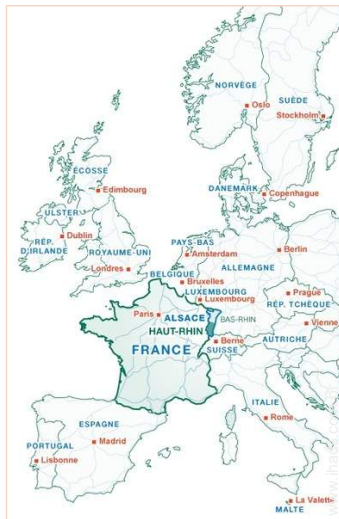 NORVÈGE
Oslo
SUÈDE
Stockholm
ÉCOSSE
Edimbourg
DANEMARK
Copenhague
ULSTER
Dublin
RÉP.
D'IRLANDE
ROYAUME-UNI
Londres
PAYS-BAS
Amsterdam
Berlin
ALLEMAGNE
BELGIQUE
Bruxelles
LUXEMBOURG
Luxembourg
Prague
RÉP. TCHÈQUE
Paris
ALSACE
BAS-RHIN
HAUT-RHIN
Vienne
AUTRICHE
Berne
SUISSE
FRANCE
ITALIE
Rome
ESPAGNE
Madrid
PORTUGAL
Lisbonne
La Valette
MALTE